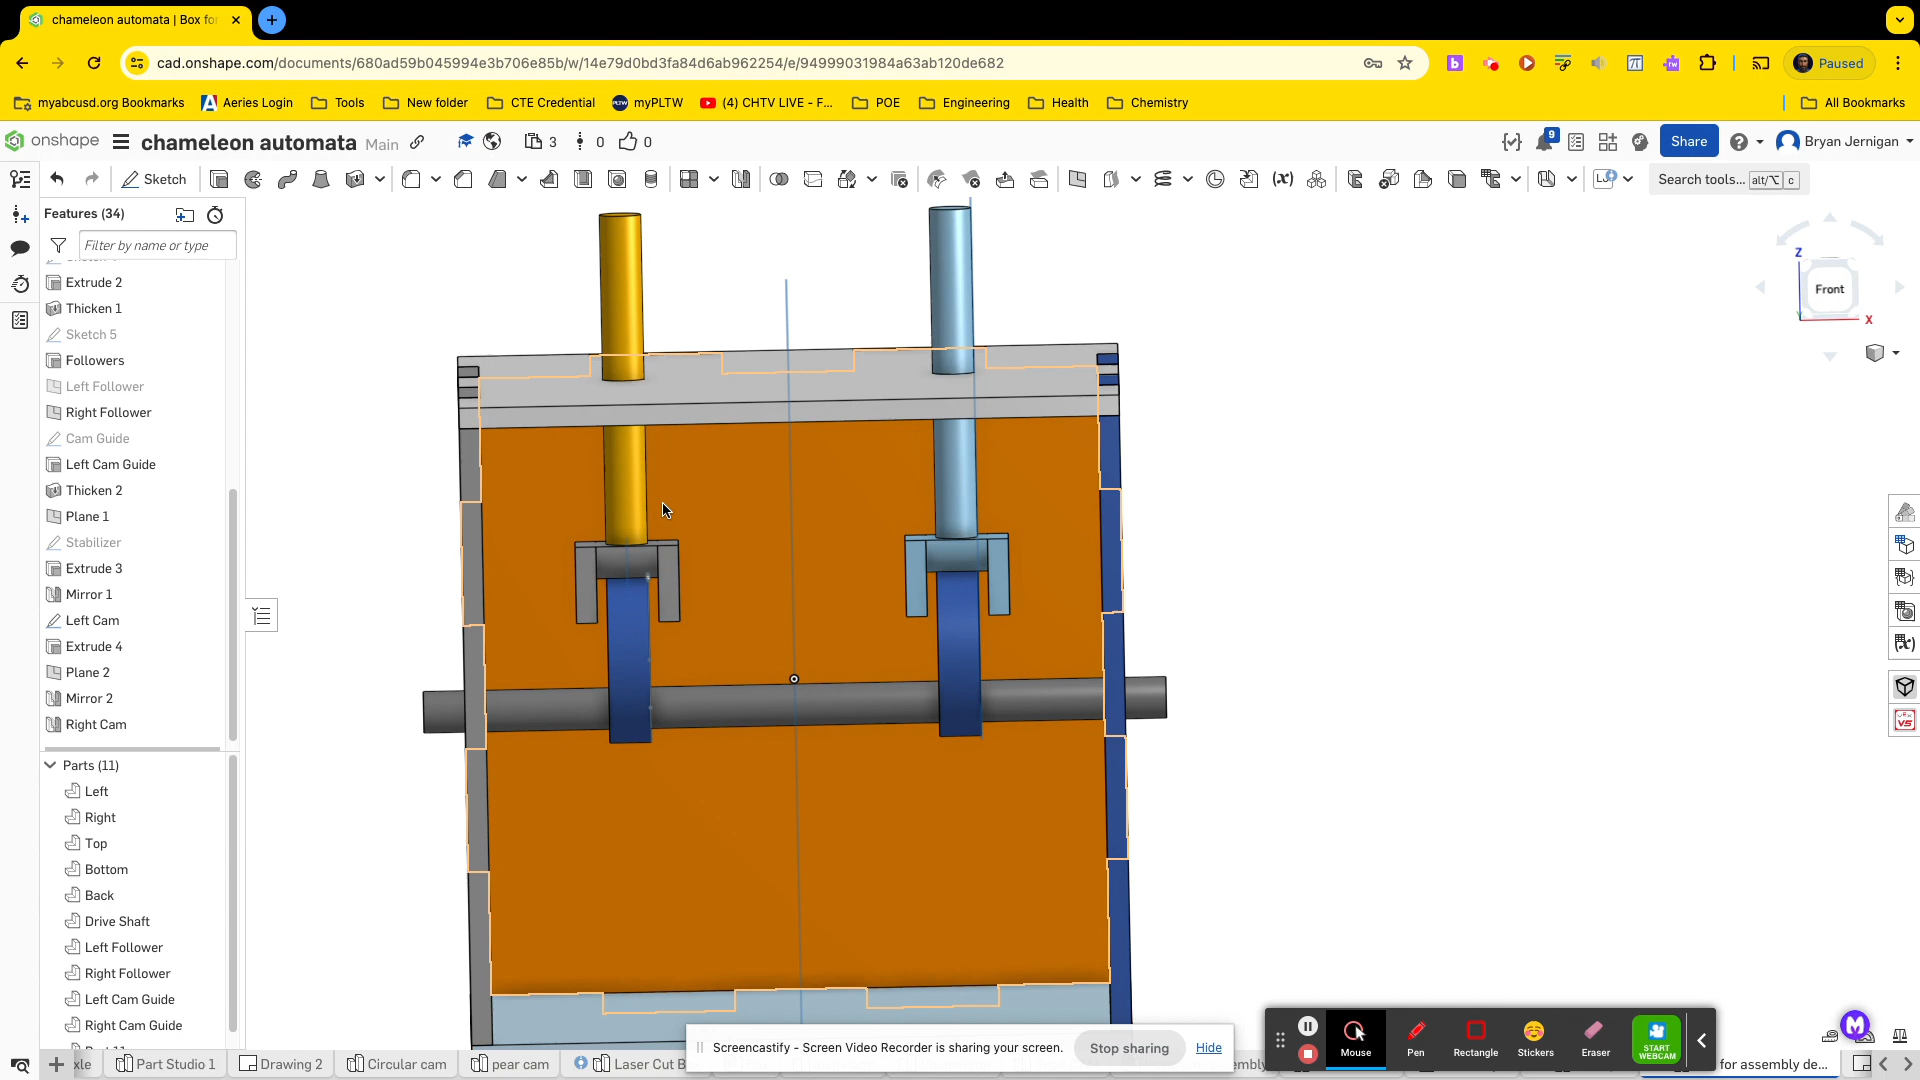 chameleon automata | Box for
cad.onshape.com/documents/680ad59b045994e3b706e85b/w/14e79d0bd3fa84d6ab962254/e/94999031984a63ab120de682
Paused
myabcusd.org Bookmarks
Aeries Login
Tools
New folder
CTE Credential
myPLTW
(4) CHTV LIVE - F...
POE
Engineering
Health
Chemistry
All Bookmarks
onshape
chameleon automata
Main
3
0
0
9
Share
Bryan Jernigan
Sketch
Search tools...
alt/⌥
c
Features (34)
Filter by name or type
Extrude 2
Thicken 1
Sketch 5
Followers
Left Follower
Right Follower
Cam Guide
Left Cam Guide
Thicken 2
Plane 1
Stabilizer
Extrude 3
Mirror 1
Left Cam
Extrude 4
Plane 2
Mirror 2
Right Cam
Parts (11)
Left
Right
Top
Bottom
Back
Drive Shaft
Left Follower
Right Follower
Left Cam Guide
Right Cam Guide
Z
Front
X
Screencastify - Screen Video Recorder is sharing your screen.
Stop sharing
Hide
Mouse
Pen
Rectangle
Stickers
Eraser
START
WEBCAM
xle
Part Studio 1
Drawing 2
Circular cam
pear cam
Laser Cut B
for assembly de...